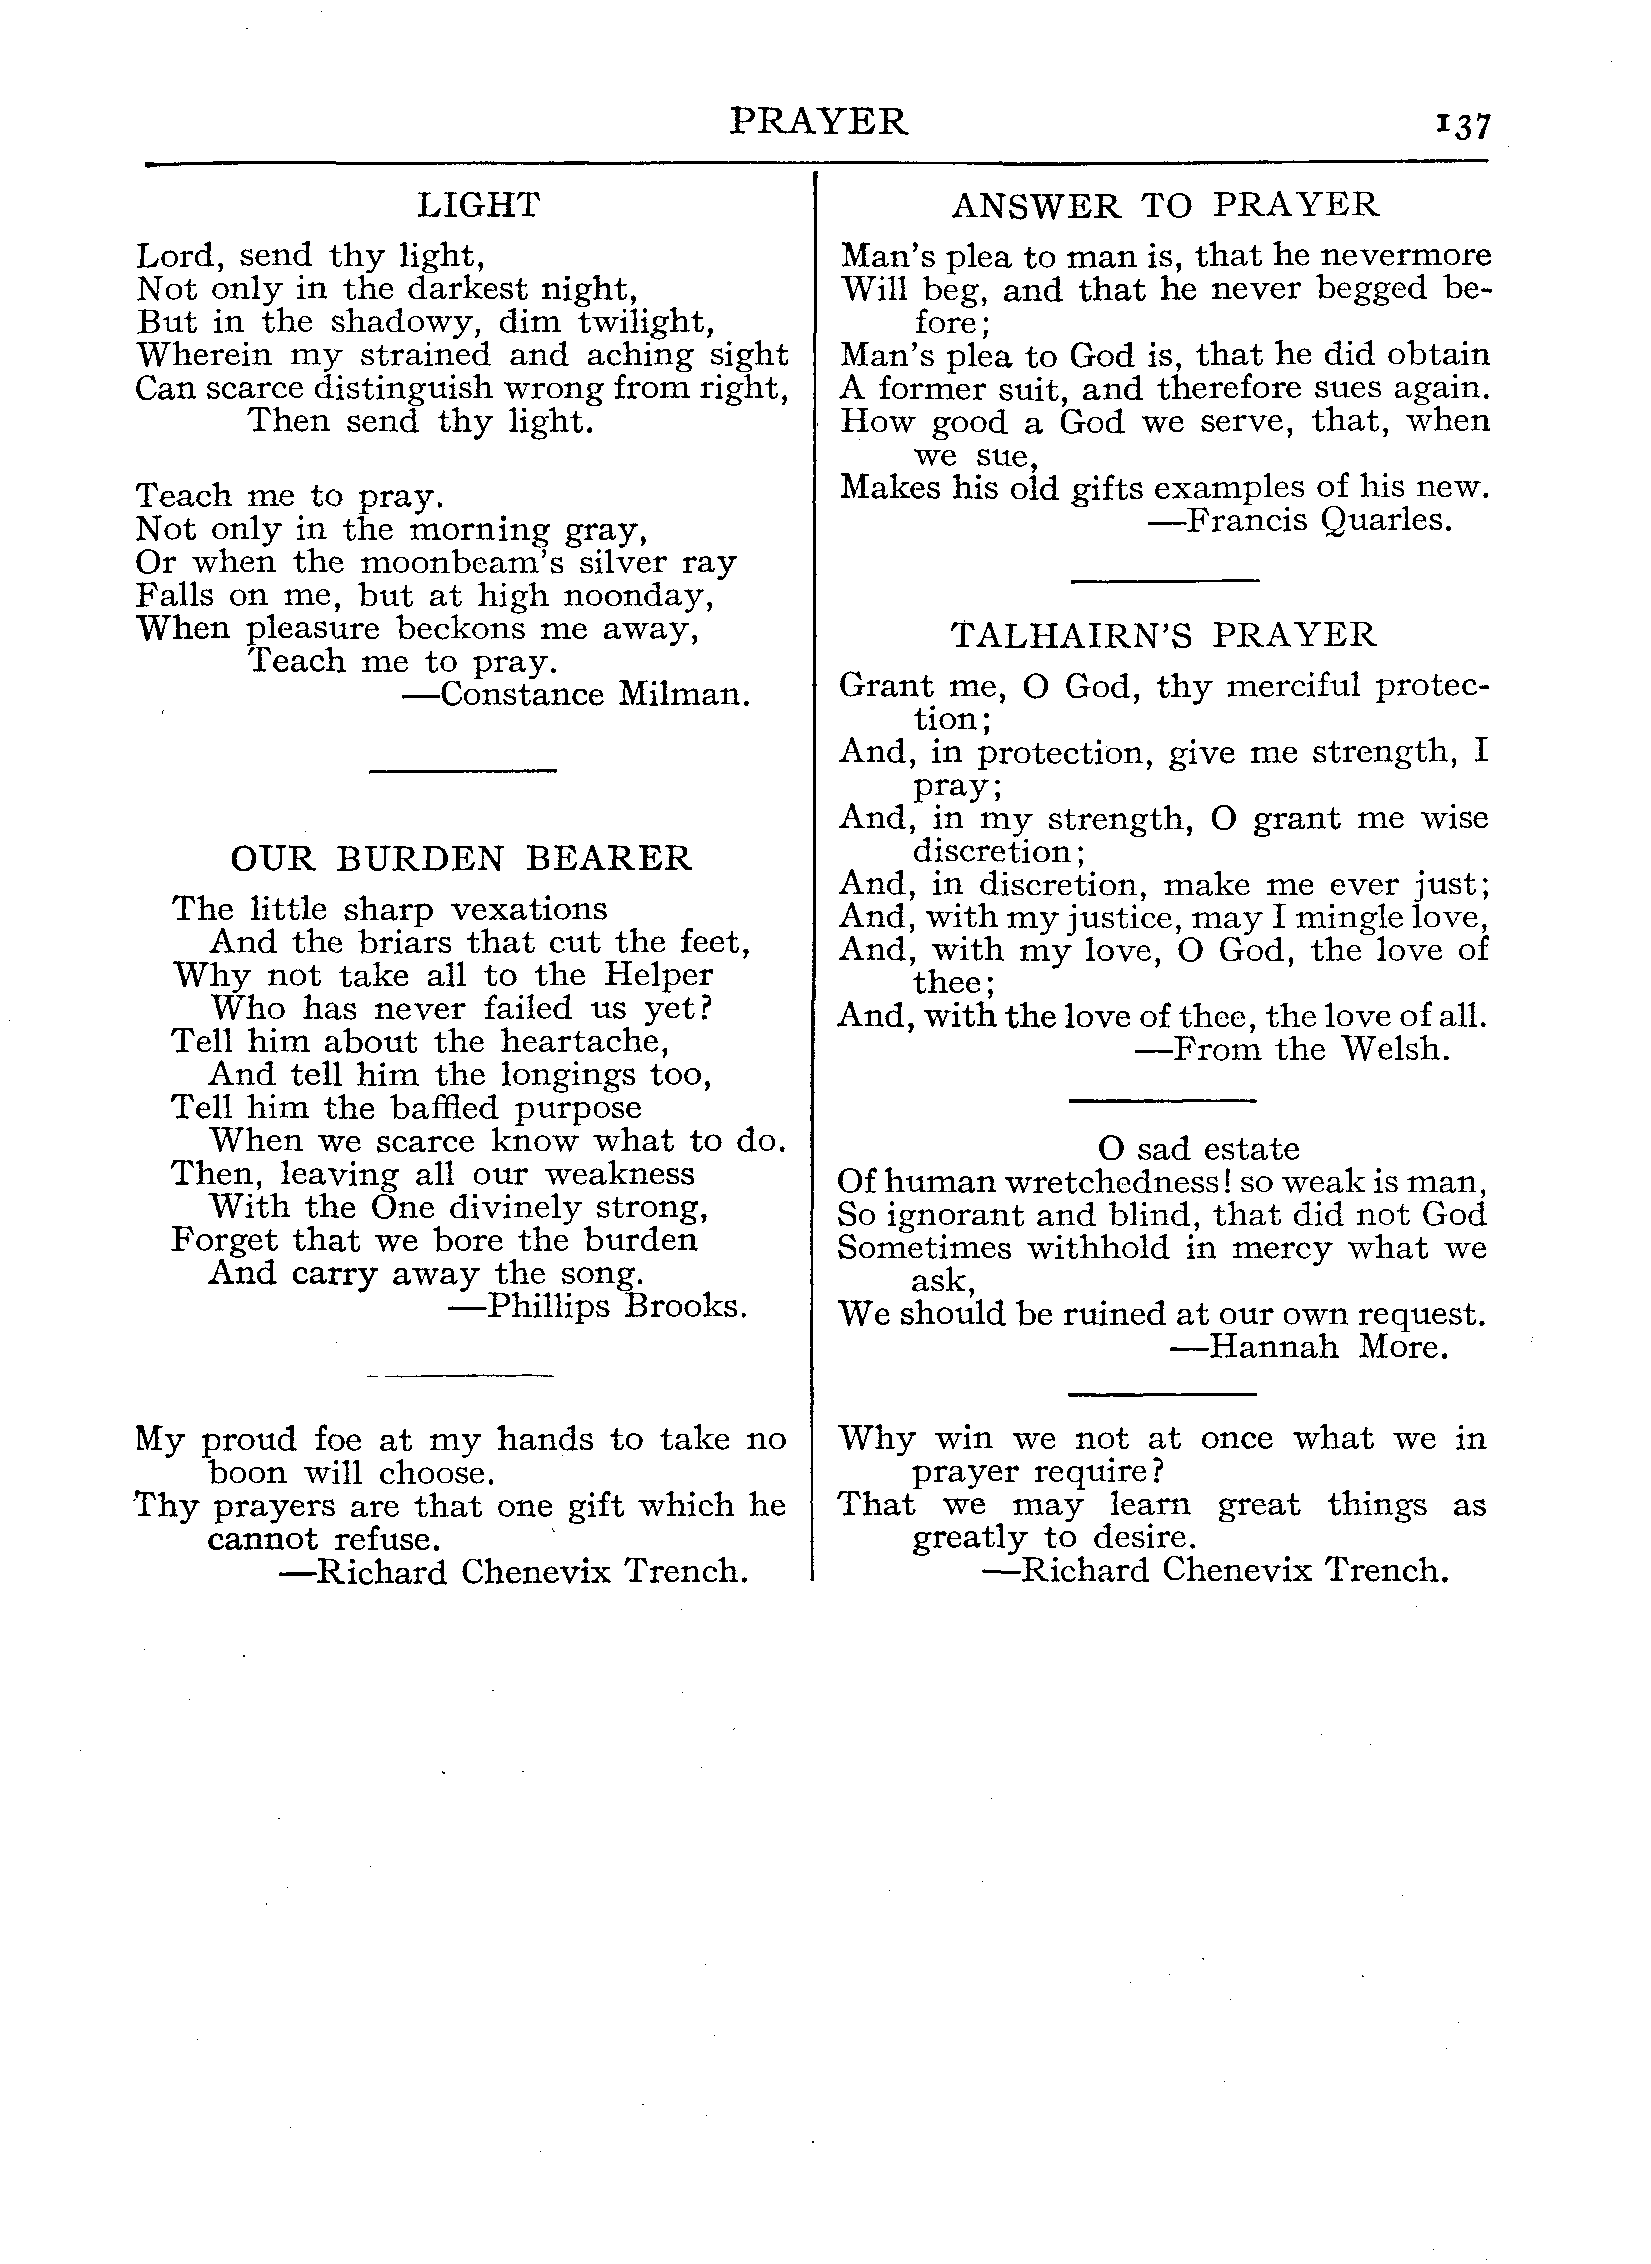 PRAYER 137
LIGHT
Lord, send thy light,
Not only in the darkest night,
But in the shadowy, dim twilight,
Wherein my strained and aching sight
Can scarce distinguish wrong from right,
Then send thy light.
Teach me to pray.
Not only in the morning gray,
Or when the moonbeam's silver ray
Falls on me, but at high noonday,
When pleasure beckons me away,
Teach me to pray.
—Constance Milman.
OUR BURDEN BEARER
The little sharp vexations
And the briars that cut the feet,
Why not take all to the Helper
Who has never failed us yet?
Tell him about the heartache,
And tell him the longings too,
Tell him the baffled purpose
When we scarce know what to do.
Then, leaving all our weakness
With the One divinely strong,
Forget that we bore the burden
And carry away the song.
—Phillips Brooks.
My proud foe at my hands to take no
boon will choose.
Thy prayers are that one gift which he
cannot refuse.
—Richard Chenevix Trench.
ANSWER TO PRAYER
Man's plea to man is, that he nevermore
Will beg, and that he never begged be-
fore;
Man's plea to God is, that he did obtain
A former suit, and therefore sues again.
How good a God we serve, that, when
we sue,
Makes his old gifts examples of his new.
—Francis Quarles.
TALHAIRN'S PRAYER
Grant me, O God, thy merciful protec-
tion;
And, in protection, give me strength, I
pray;
And, in my strength, O grant me wise
discretion;
And, in discretion, make me ever just;
And, with my justice, may I mingle love,
And, with my love, O God, the love of
thee;
And, with the love of thee, the love of all.
—From the Welsh.
O sad estate
Of human wretchedness! so weak is man,
So ignorant and blind, that did not God
Sometimes withhold in mercy what we
ask,
We should be ruined at our own request.
—Hannah More.
Why win we not at once what we in
prayer require?
That we may learn great things as
greatly to desire.
—Richard Chenevix Trench.